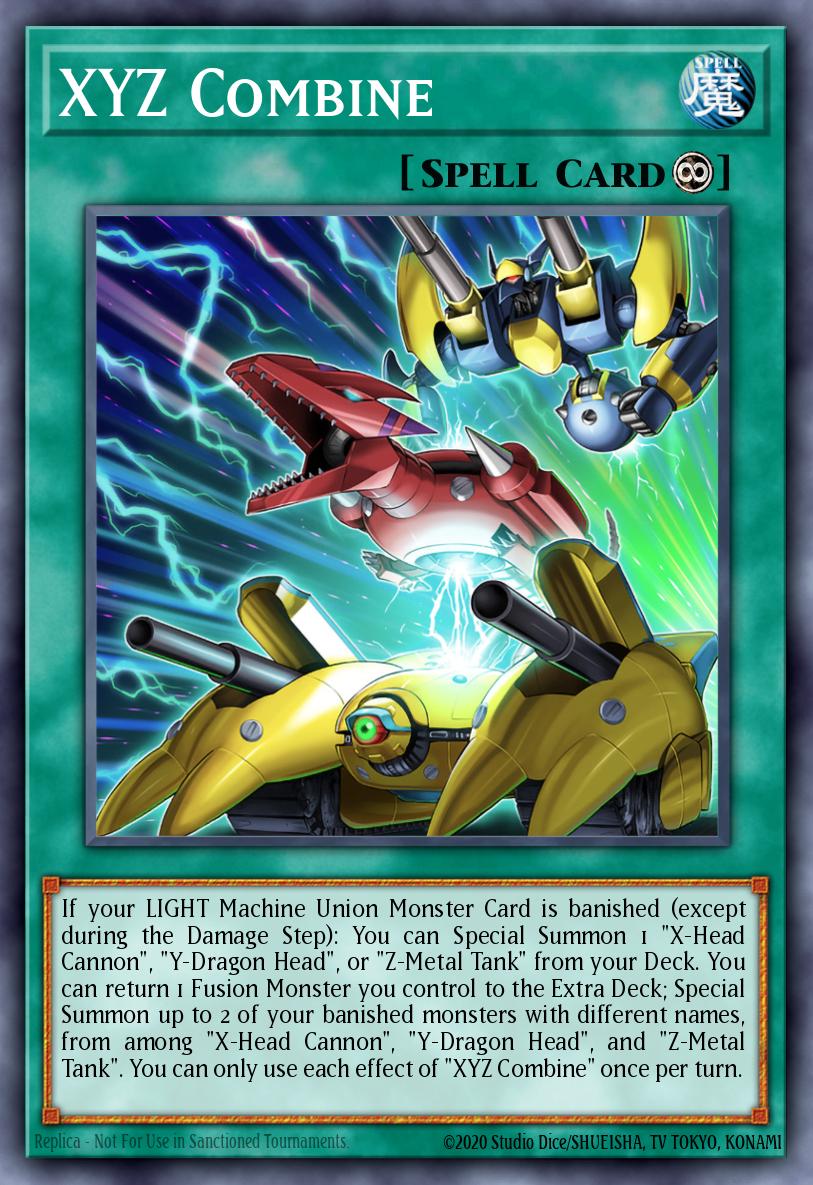 XYZ Combine
SPELL
魔
[Spell Card]
If your LIGHT Machine Union Monster Card is banished (except
during the Damage Step): You can Special Summon 1 "X-Head
Cannon", "Y-Dragon Head", or "Z-Metal Tank" from your Deck. You
can return 1 Fusion Monster you control to the Extra Deck; Special
Summon up to 2 of your banished monsters with different names,
from among "X-Head Cannon", "Y-Dragon Head", and "Z-Metal
Tank". You can only use each effect of "XYZ Combine" once per turn.
Replica - Not For Use in Sanctioned Tournaments.
©2020 Studio Dice/SHUEISHA, TV TOKYO, KONAMI